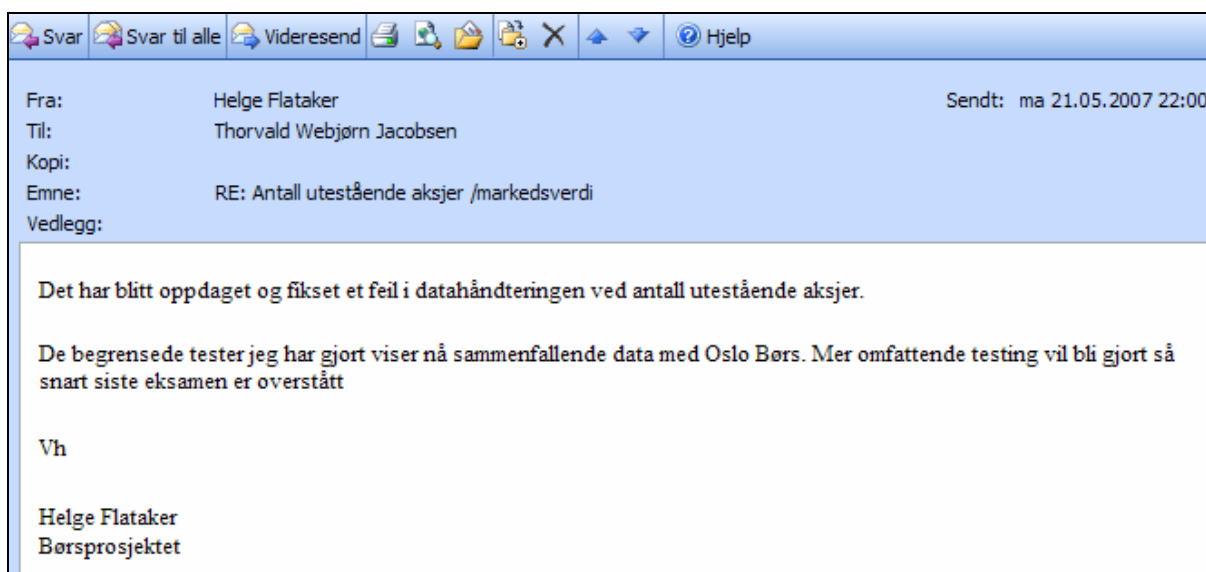 Svar Svar til alle Videresend Hjelp
Fra: Helge Flataker Sendt: ma 21.05.2007 22:00
Til: Thorvald Webjørn Jacobsen
Kopi:
Emne: RE: Antall utestående aksjer /markedsverdi
Vedlegg:
Det har blitt oppdaget og fikset et feil i datahåndteringen ved antall utestående aksjer.
De begrensede tester jeg har gjort viser nå sammenfallende data med Oslo Børs. Mer omfattende testing vil bli gjort så
snart siste eksamen er overstått
Vh
Helge Flataker
Børsprosjektet